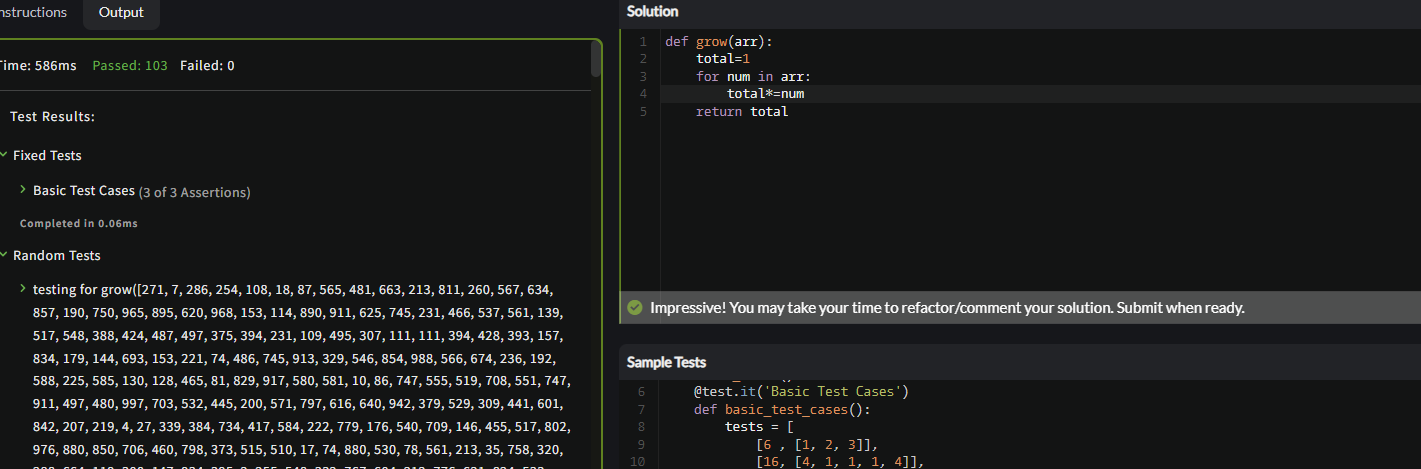 nstructions
Output
Time: 586ms Passed: 103 Failed: 0
Test Results:
Fixed Tests
Basic Test Cases (3 of 3 Assertions)
Completed in 0.06ms
Random Tests
testing for grow([271, 7, 286, 254, 108, 18, 87, 565, 481, 663, 213, 811, 260, 567, 634,
857, 190, 750, 965, 895, 620, 968, 153, 114, 890, 911, 625, 745, 231, 466, 537, 561, 139,
517, 548, 388, 424, 487, 497, 375, 394, 231, 109, 495, 307, 111, 111, 394, 428, 393, 157,
834, 179, 144, 693, 153, 221, 74, 486, 745, 913, 329, 546, 854, 988, 566, 674, 236, 192,
588, 225, 585, 130, 128, 465, 81, 829, 917, 580, 581, 10, 86, 747, 555, 519, 708, 551, 747,
911, 497, 480, 997, 703, 532, 445, 200, 571, 797, 616, 640, 942, 379, 529, 309, 441, 601,
842, 207, 219, 4, 27, 339, 384, 734, 417, 584, 222, 779, 176, 540, 709, 146, 455, 517, 802,
976, 880, 850, 706, 460, 798, 373, 515, 510, 17, 74, 880, 530, 78, 561, 213, 35, 758, 320,
Solution
1 def grow(arr):
2 total=1
3 for num in arr:
4 total*=num
5 return total
Impressive! You may take your time to refactor/comment your solution. Submit when ready.
Sample Tests
6 @test.it('Basic Test Cases')
7 def basic_test_cases():
8 tests = [
9 [6 , [1, 2, 3]],
10 [16, [4, 1, 1, 1, 4]],